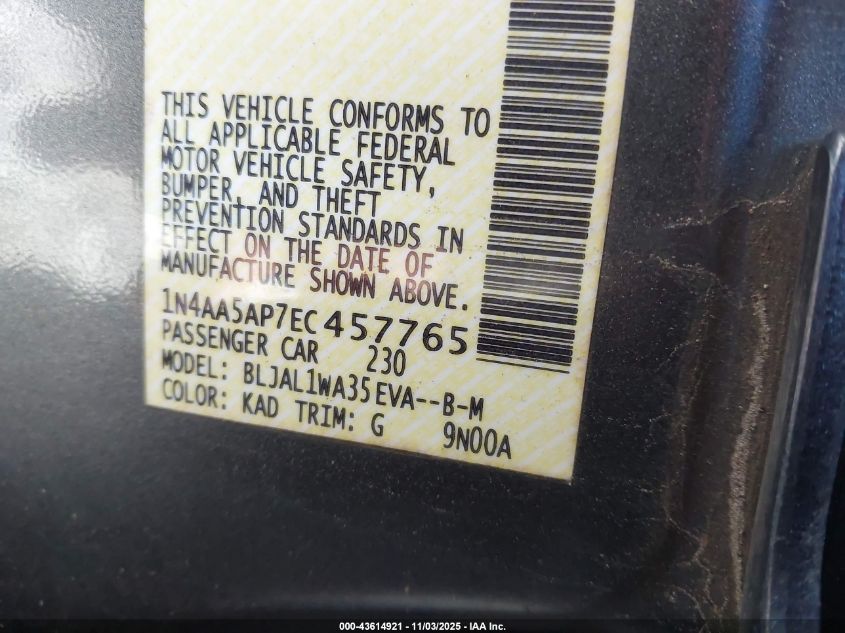 THIS VEHICLE CONFORMS TO
ALL APPLICABLE FEDERAL
MOTOR VEHICLE SAFETY,
BUMPER, AND THEFT
PREVENTION STANDARDS IN
EFFECT ON THE DATE OF
MANUFACTURE SHOWN ABOVE.
1N4AA5AP7EC457765
PASSENGER CAR 230
MODEL: BLJAL1WA35EVA--B-M
COLOR: KAD TRIM: G 9N00A
000-43614921 - 11/03/2025 - IAA Inc.